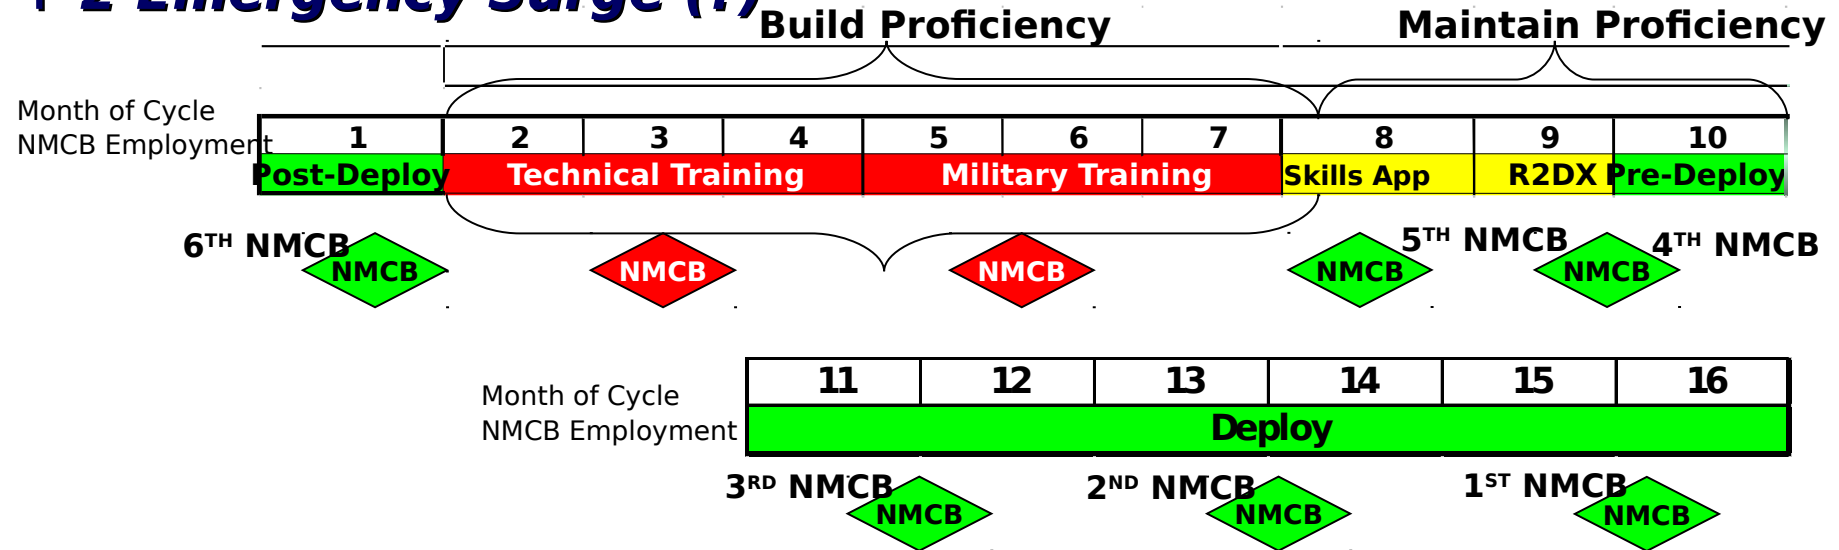 + 2 Emergency Surge (?)
Build Proficiency
Maintain Proficiency
Month of Cycle
NMCB Employment
1 2 3 4 5 6 7 8 9 10
Post-Deploy Technical Training Military Training Skills App R2DX Pre-Deploy
6TH NMCB 5TH NMCB 4TH NMCB
NMCB NMCB NMCB NMCB NMCB
11 12 13 14 15 16
Month of Cycle
NMCB Employment
Deploy
3RD NMCB 2ND NMCB 1ST NMCB
NMCB NMCB NMCB